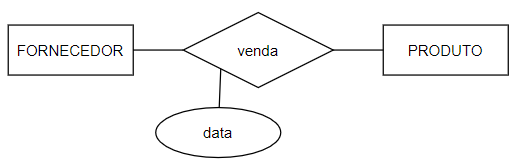 FORNECEDOR
venda
PRODUTO
data